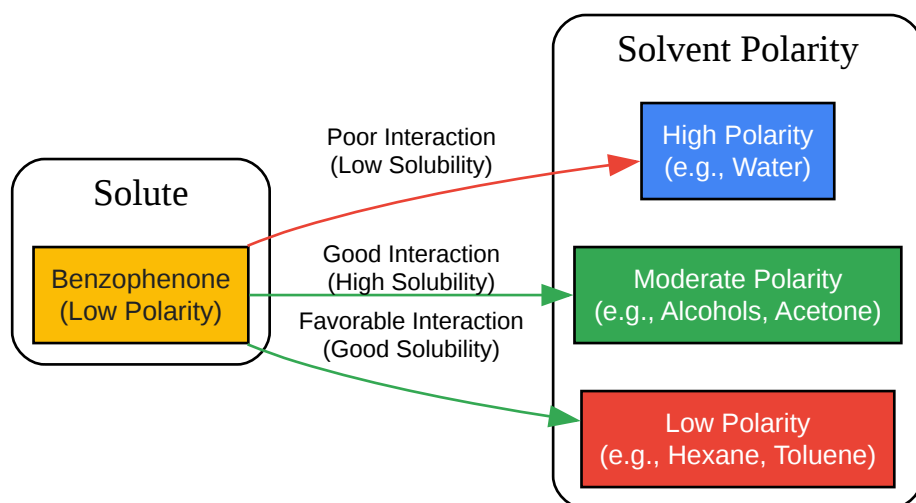 Solute
Benzophenone
(Low Polarity)
Poor Interaction
(Low Solubility)
Good Interaction
(High Solubility)
Favorable Interaction
(Good Solubility)
Solvent Polarity
High Polarity
(e.g., Water)
Moderate Polarity
(e.g., Alcohols, Acetone)
Low Polarity
(e.g., Hexane, Toluene)